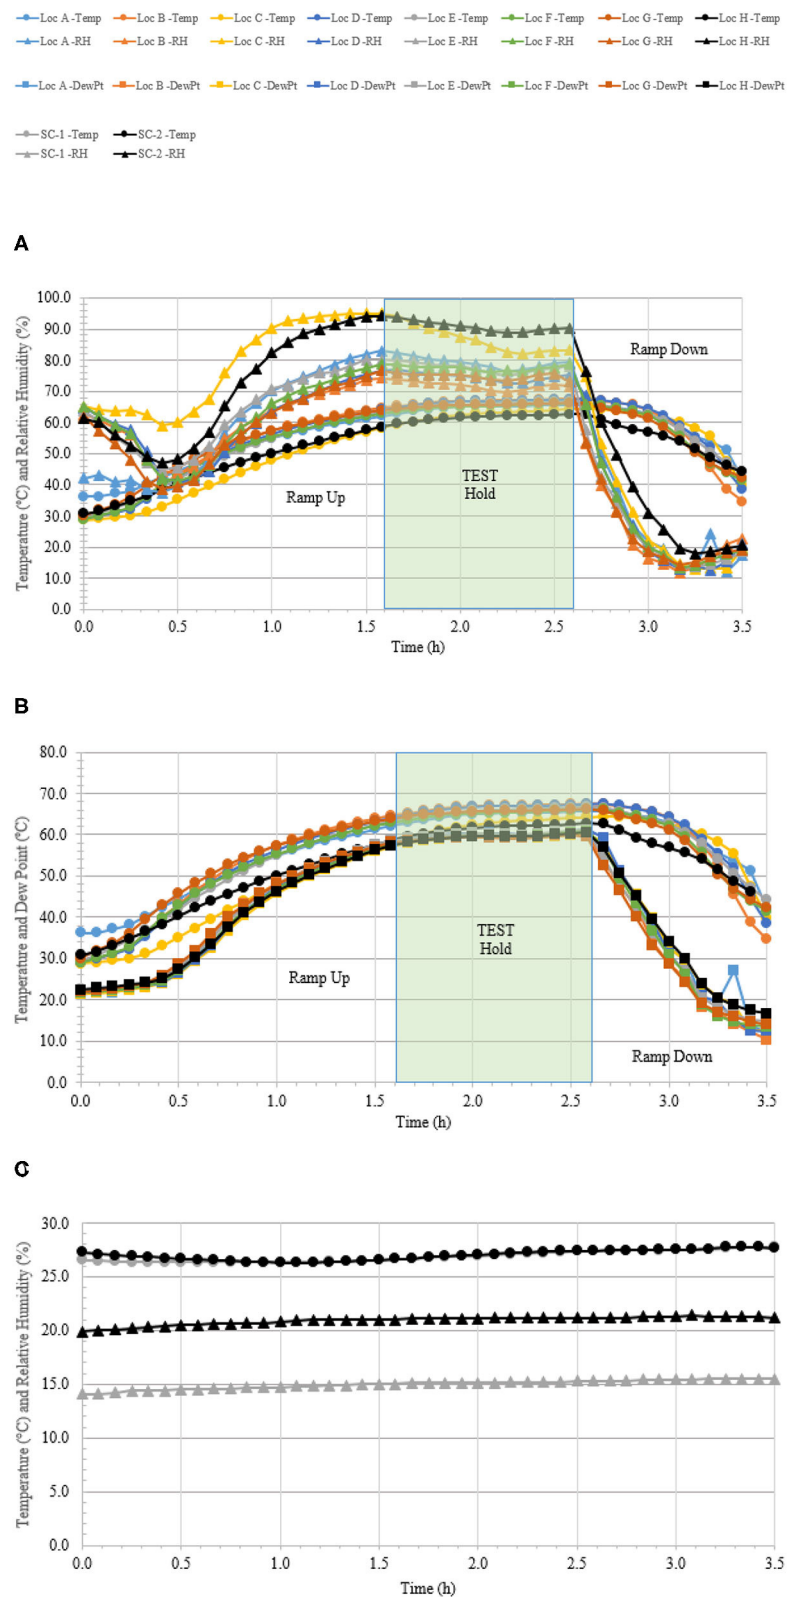 Loc A -Temp Loc B -Temp Loc C -Temp Loc D -Temp Loc E -Temp Loc F -Temp Loc G -Temp Loc H -Temp
Loc A -RH Loc B -RH Loc C -RH Loc D -RH Loc E -RH Loc F -RH Loc G -RH Loc H -RH
Loc A -DewPt Loc B -DewPt Loc C -DewPt Loc D -DewPt Loc E -DewPt Loc F -DewPt Loc G -DewPt Loc H -DewPt
SC-1 -Temp SC-2 -Temp
SC-1 -RH SC-2 -RH
A
Temperature (°C) and Relative Humidity (%)
100.0
90.0
80.0
70.0
60.0
50.0
40.0
30.0
20.0
10.0
0.0
Ramp Down
TEST
Hold
Ramp Up
0.0 0.5 1.0 1.5 2.0 2.5 3.0 3.5
Time (h)
B
Temperature and Dew Point (°C)
80.0
70.0
60.0
50.0
40.0
30.0
20.0
10.0
0.0
TEST
Hold
Ramp Up
Ramp Down
0.0 0.5 1.0 1.5 2.0 2.5 3.0 3.5
Time (h)
C
Temperature (°C) and Relative Humidity (%)
30.0
25.0
20.0
15.0
10.0
5.0
0.0
0.0 0.5 1.0 1.5 2.0 2.5 3.0 3.5
Time (h)